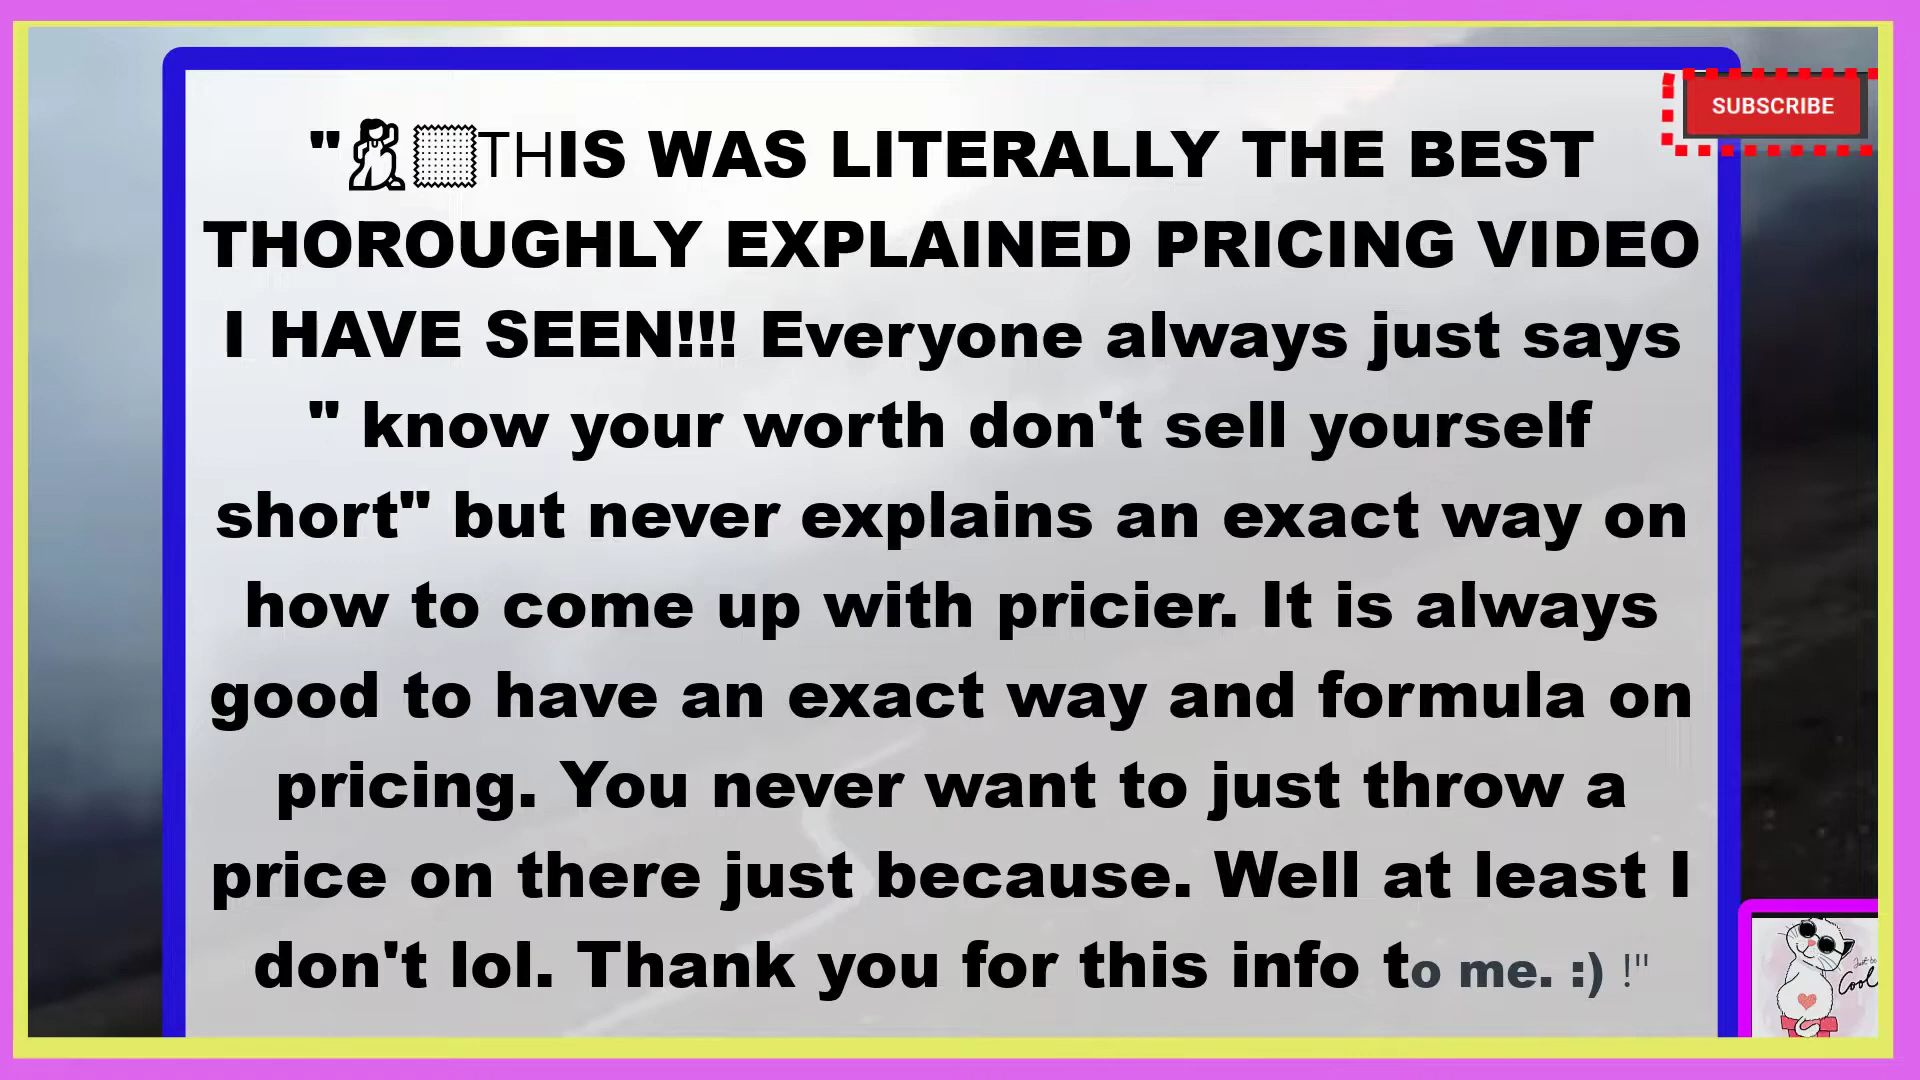 "THIS WAS LITERALLY THE BEST
THOROUGHLY EXPLAINED PRICING VIDEO
I HAVE SEEN!!! Everyone always just says
" know your worth don't sell yourself
short" but never explains an exact way on
how to come up with pricier. It is always
good to have an exact way and formula on
pricing. You never want to just throw a
price on there just because. Well at least I
don't lol. Thank you for this info to me. :) !"
SUBSCRIBE
Just be
Cool